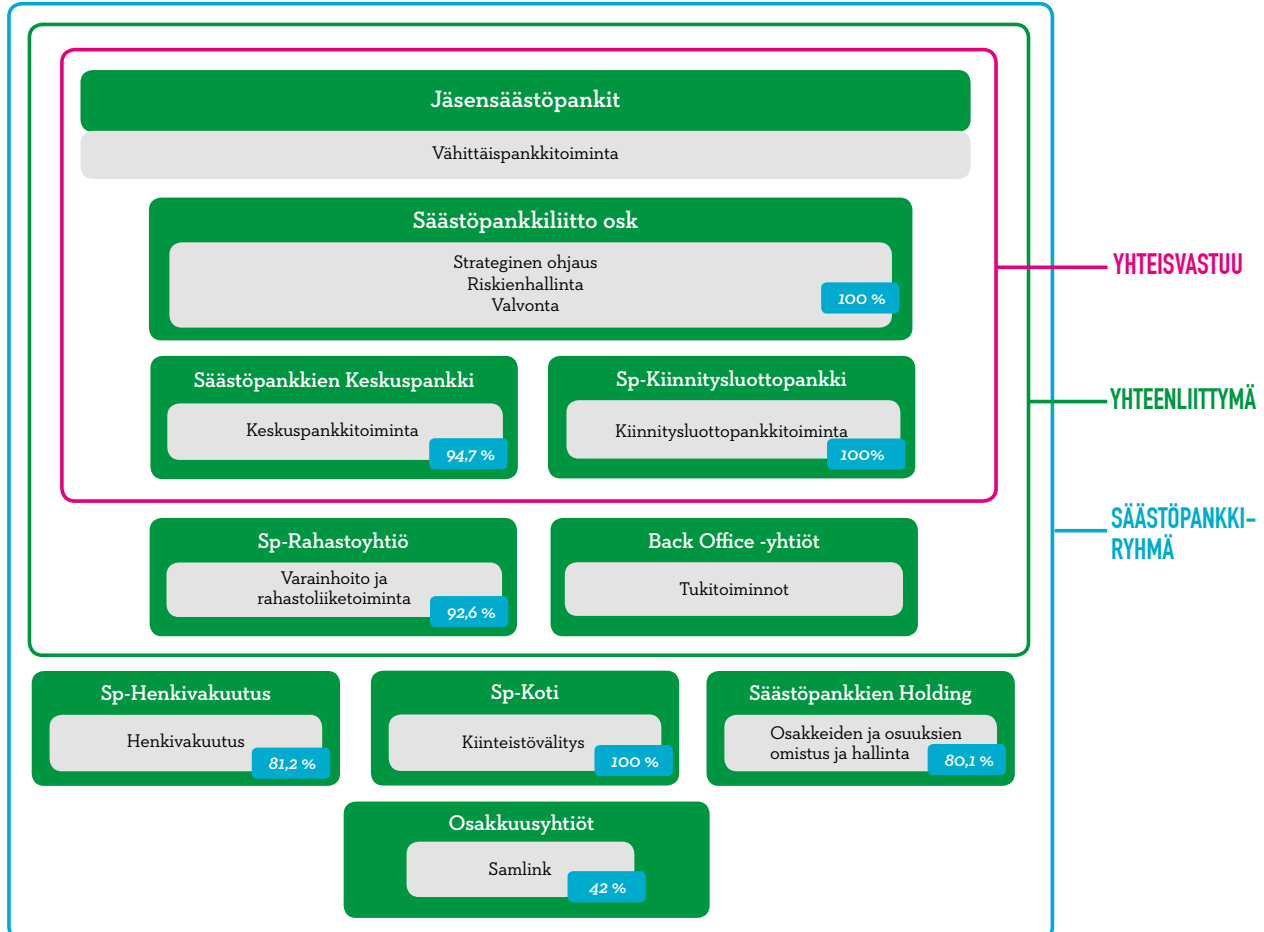 Jäsensäästöpankit
Vähittäispankkitoiminta
Säästöpankkiliitto osk
Strateginen ohjaus
Riskienhallinta
Valvonta
100 %
Säästöpankkien Keskuspankki
Keskuspankkitoiminta
94,7 %
Sp-Kiinnitysluottopankki
Kiinnitysluottopankkitoiminta
100%
Sp-Rahastoyhtiö
Varainhoito ja
rahastoliiketoiminta
92,6 %
Back Office -yhtiöt
Tukitoiminnot
Sp-Henkivakuutus
Henkivakuutus
81,2 %
Sp-Koti
Kiinteistövälitys
100 %
Säästöpankkien Holding
Osakkeiden ja osuuksien
omistus ja hallinta
80,1 %
Osakkuusyhtiöt
Samlink
42 %
YHTEISVASTUU
YHTEENLIITTYMÄ
SÄÄSTÖPANKKI-
RYHMÄ